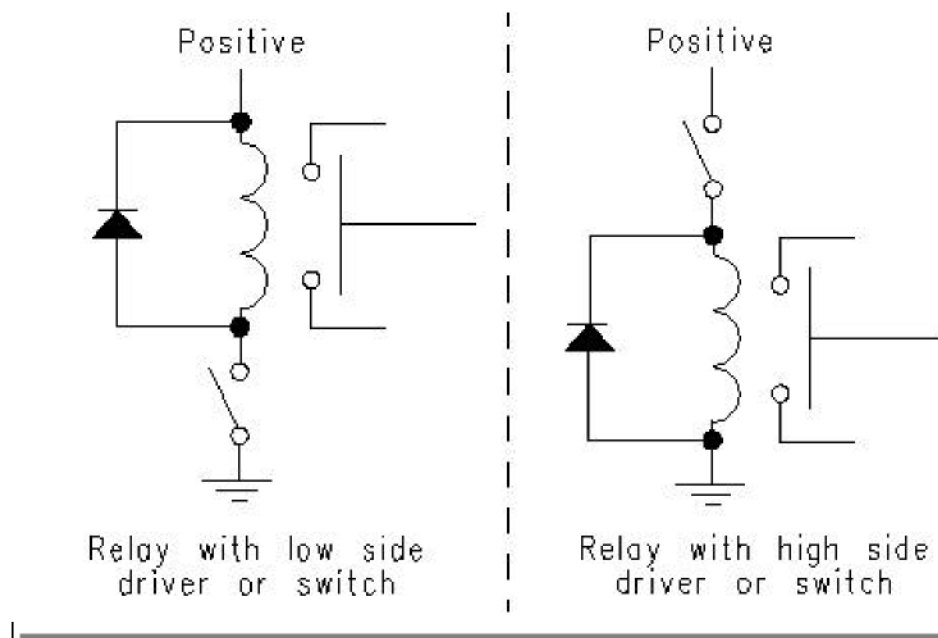 Positive
Positive
Relay with low side
driver or switch
Relay with high side
driver or switch